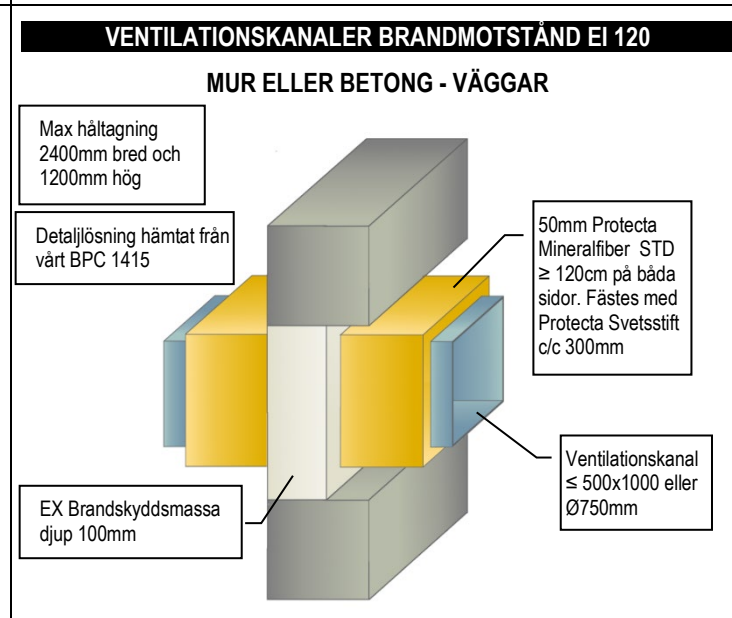 VENTILATIONSKANALER BRANDMOTSTÅND EI 120
MUR ELLER BETONG - VÄGGAR
Max håltagning
2400mm bred och
1200mm hög
Detaljlösning hämtat från
vårt BPC 1415
50mm Protecta
Mineralfiber STD
≥ 120cm på båda
sidor. Fästes med
Protecta Svetsstift
c/c 300mm
Ventilationskanal
≤ 500x1000 eller
Ø750mm
EX Brandskyddsmassa
djup 100mm